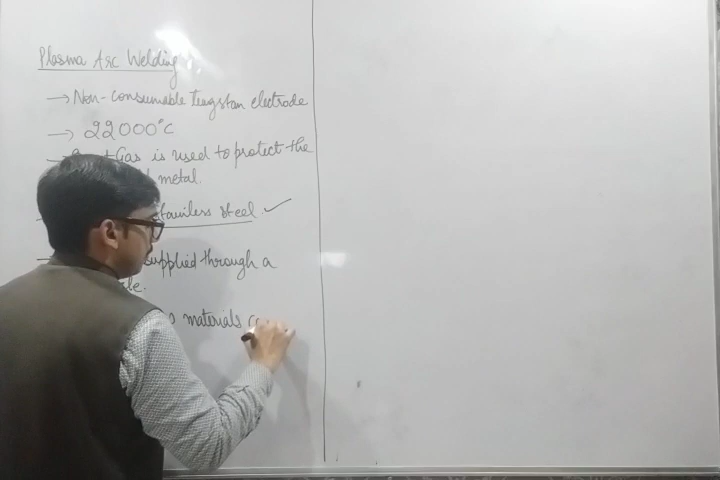 Plasma Arc Welding
→ Non-Consumable Tungstan electrode
→ 22000°C
Gas is used to protect the
metal.
stainless steel. ✓
supplied through a
materials